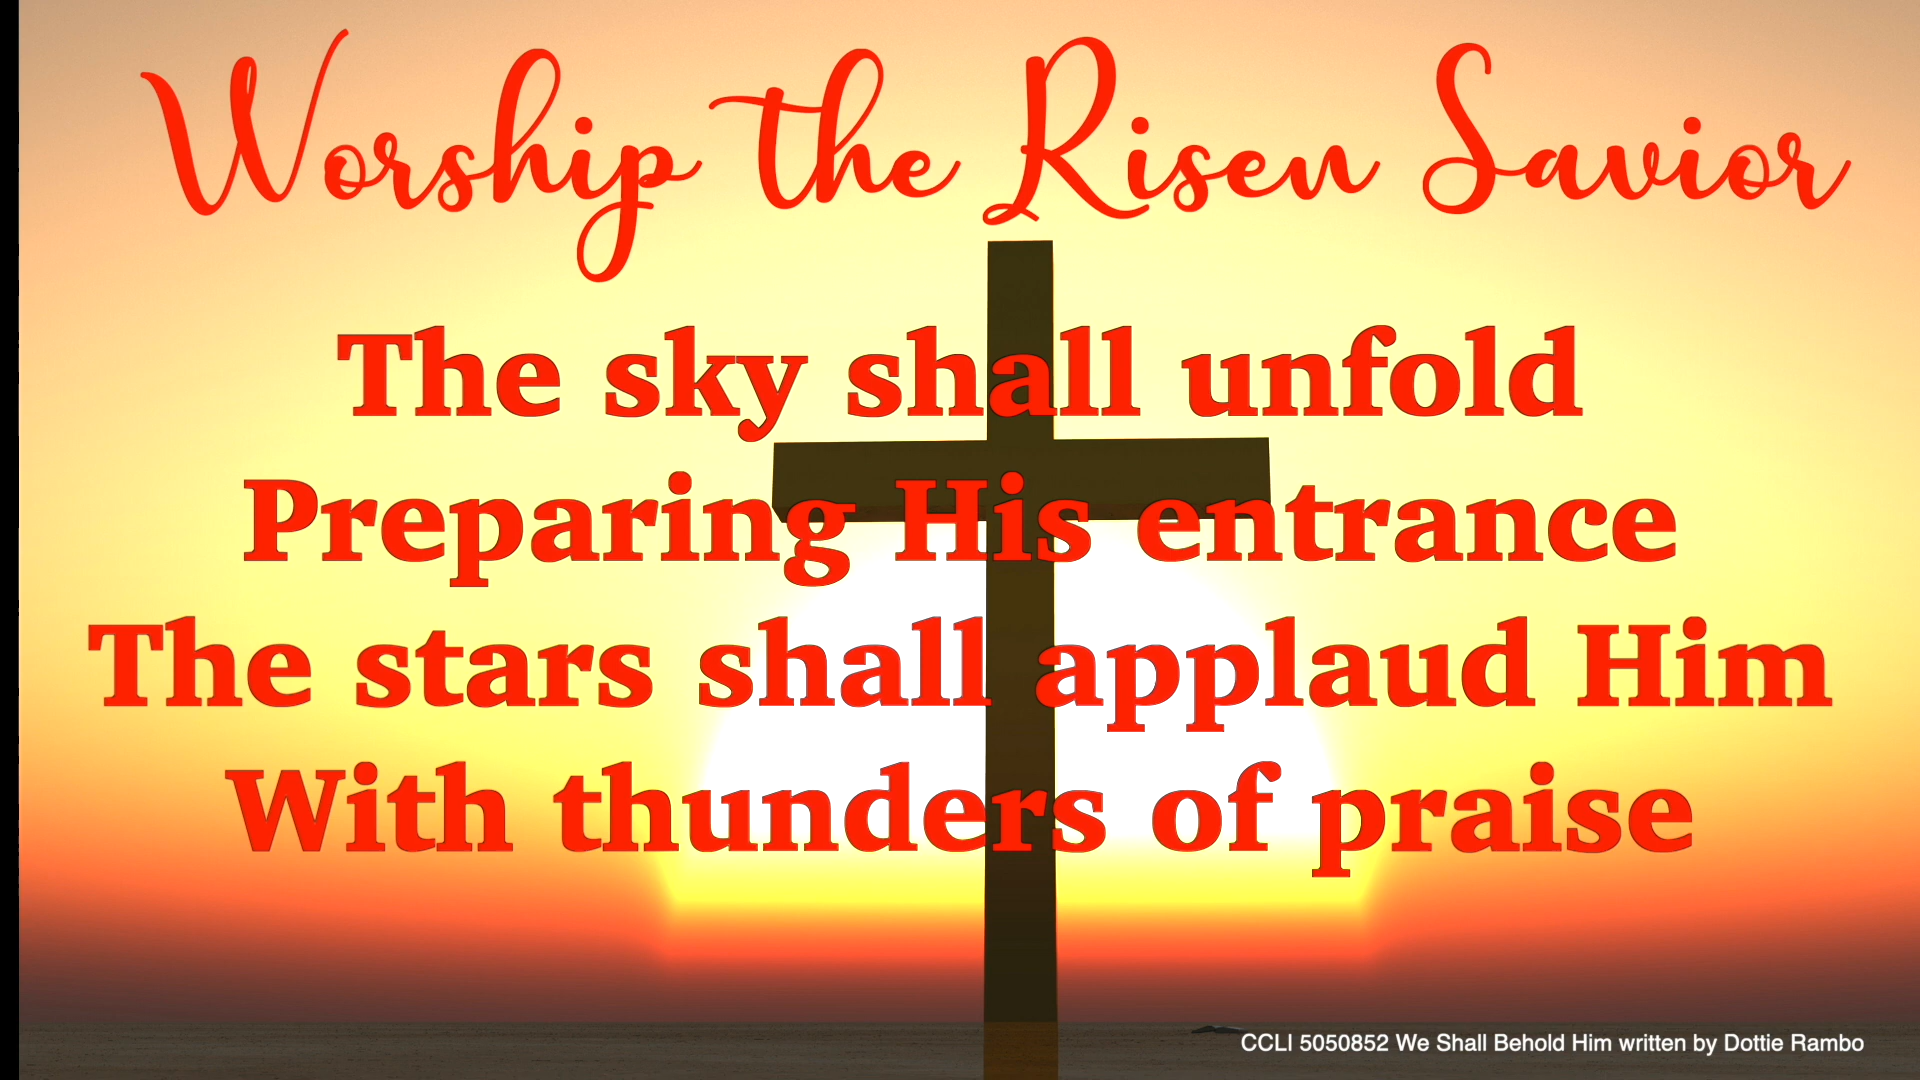 Worship the Risen Savior
The sky shall unfold
Preparing His entrance
The stars shall applaud Him
With thunders of praise
CCLI 5050852 We Shall Behold Him written by Dottie Rambo